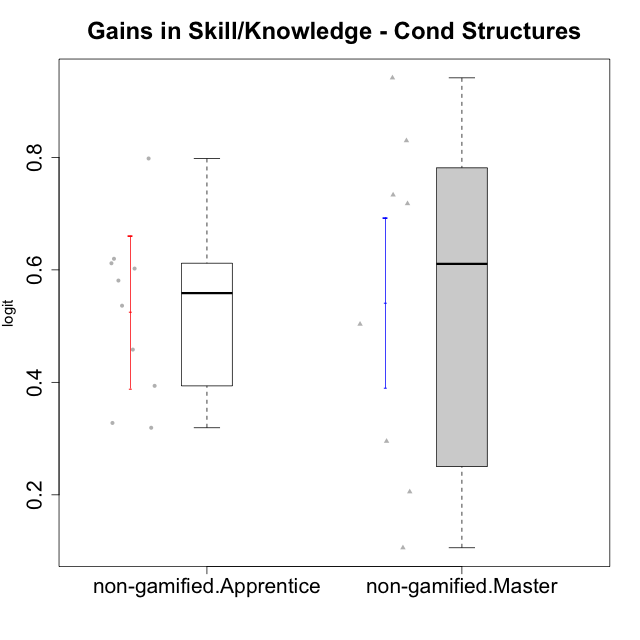 Gains in Skill/Knowledge - Cond Structures
logit
0.8
0.6
0.4
0.2
non-gamified.Apprentice
non-gamified.Master